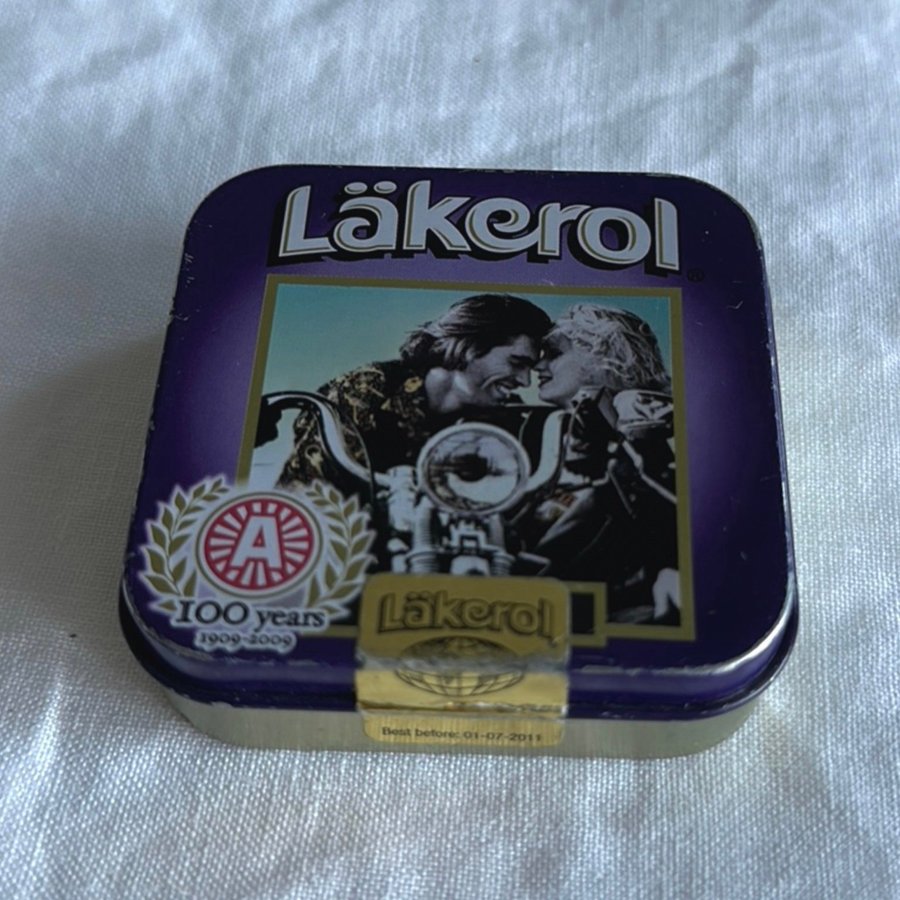 Läkerol®
A
100 years
1909-2009
Läkerol
Best before: 01-07-2011